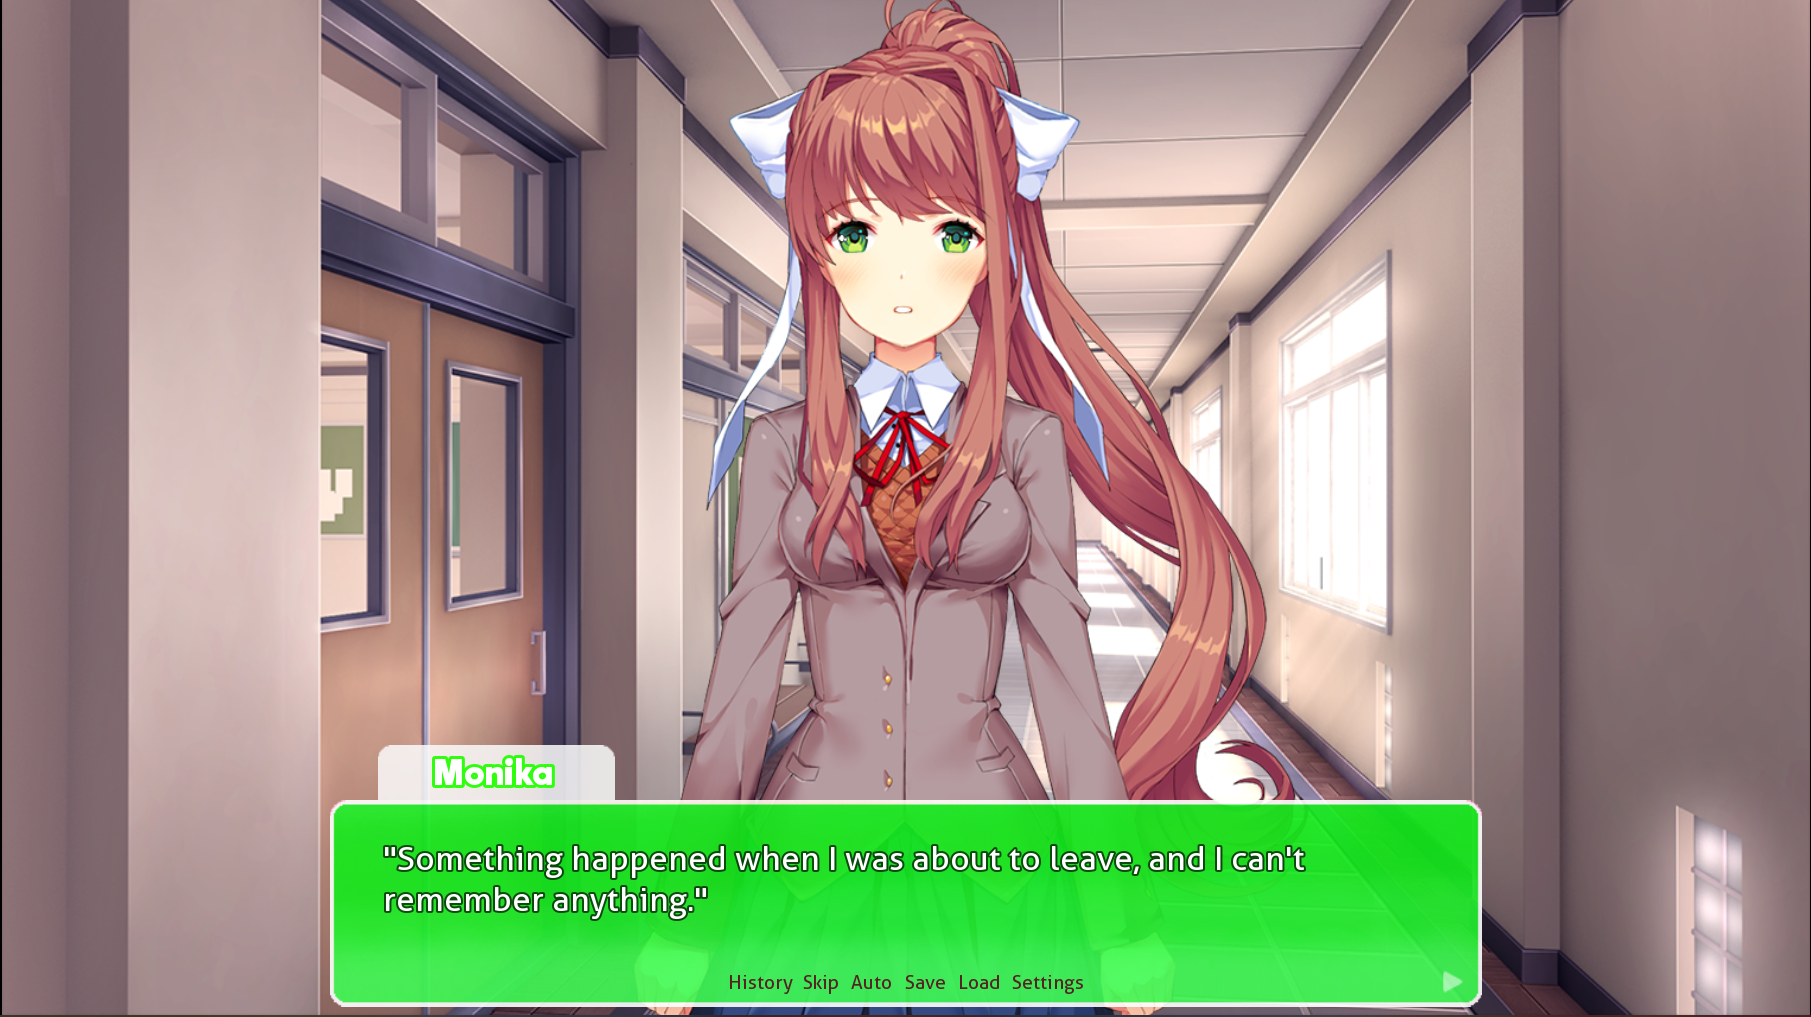 Monika
"Something happened when I was about to leave, and I can't
remember anything."
History Skip Auto Save Load Settings